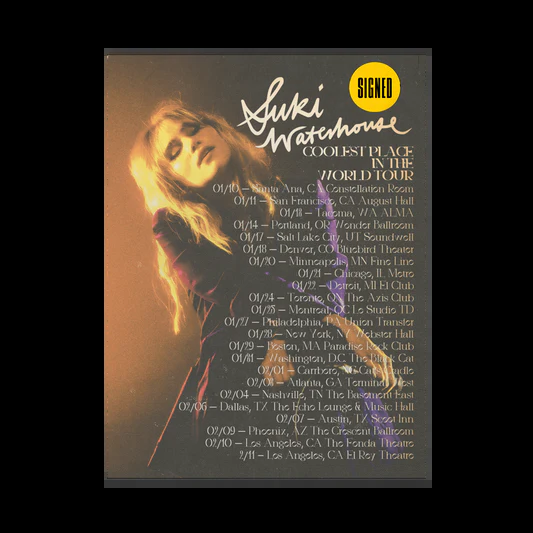 SIGNED
Suki
Waterhouse
COOLEST PLACE
IN THE
WORLD TOUR
01/10 — Santa Ana, CA Constellation Room
01/11 — San Francisco, CA August Hall
01/13 — Tacoma, WA ALMA
01/14 — Portland, OR Wonder Ballroom
01/17 — Salt Lake City, UT Soundwell
01/18 — Denver, CO Bluebird Theater
01/20 — Minneapolis, MN Fine Line
01/21 — Chicago, IL Metro
01/22 — Detroit, MI El Club
01/24 — Toronto, ON The Axis Club
01/25 — Montreal, QC Le Studio TD
01/27 — Philadelphia, PA Union Transfer
01/28 — New York, NY Webster Hall
01/29 — Boston, MA Paradise Rock Club
01/31 — Washington, D.C. The Black Cat
02/01 — Carrboro, NC Cat's Cradle
02/03 — Atlanta, GA Terminal West
02/04 — Nashville, TN The Basement East
02/06 — Dallas, TX The Echo Lounge & Music Hall
02/07 — Austin, TX Scoot Inn
02/09 — Phoenix, AZ The Crescent Ballroom
02/10 — Los Angeles, CA The Fonda Theatre
2/11 — Los Angeles, CA El Rey Theatre